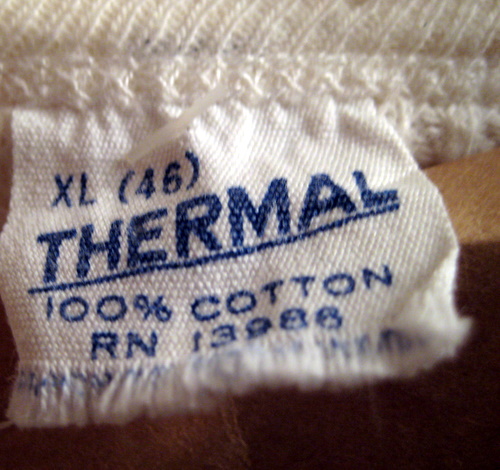 XL (46)
THERMAL
100% COTTON
RN 13986